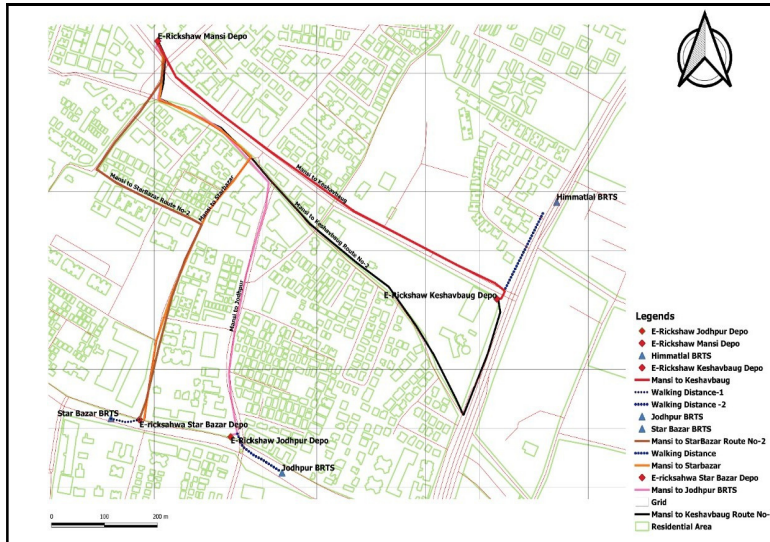 E-Rickshaw Mansi Depo
Mansi to Keshavbaug
Mansi to StarBazar Route No-2
Mansi to Starbazar
Mansi to Keshavbaug Route No-2
Himmatlal BRTS
Mansi to Jodhpur
E-Rickshaw Keshavbaug Depo
Star Bazar BRTS
E-ricksahwa Star Bazar Depo
E-Rickshaw Jodhpur Depo
Jodhpur BRTS
0 100 200 m
Legends
E-Rickshaw Jodhpur Depo
E-Rickshaw Mansi Depo
Himmatlal BRTS
E-Rickshaw Keshavbaug Depo
Mansi to Keshavbaug
Walking Distance-1
Walking Distance -2
Jodhpur BRTS
Star Bazar BRTS
Mansi to StarBazar Route No-2
Walking Distance
Mansi to Starbazar
E-ricksahwa Star Bazar Depo
Mansi to Jodhpur BRTS
Grid
Mansi to Keshavbaug Route No-
Residential Area